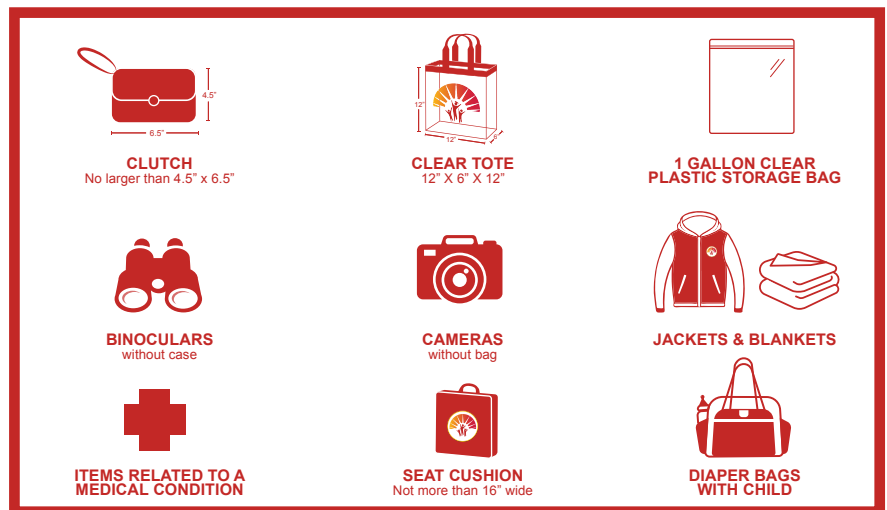 4.5"
6.5"
CLUTCH
No larger than 4.5" x 6.5"
12"
12"
6"
CLEAR TOTE
12" X 6" X 12"
1 GALLON CLEAR
PLASTIC STORAGE BAG
BINOCULARS
without case
CAMERAS
without bag
JACKETS & BLANKETS
ITEMS RELATED TO A
MEDICAL CONDITION
SEAT CUSHION
Not more than 16" wide
DIAPER BAGS
WITH CHILD